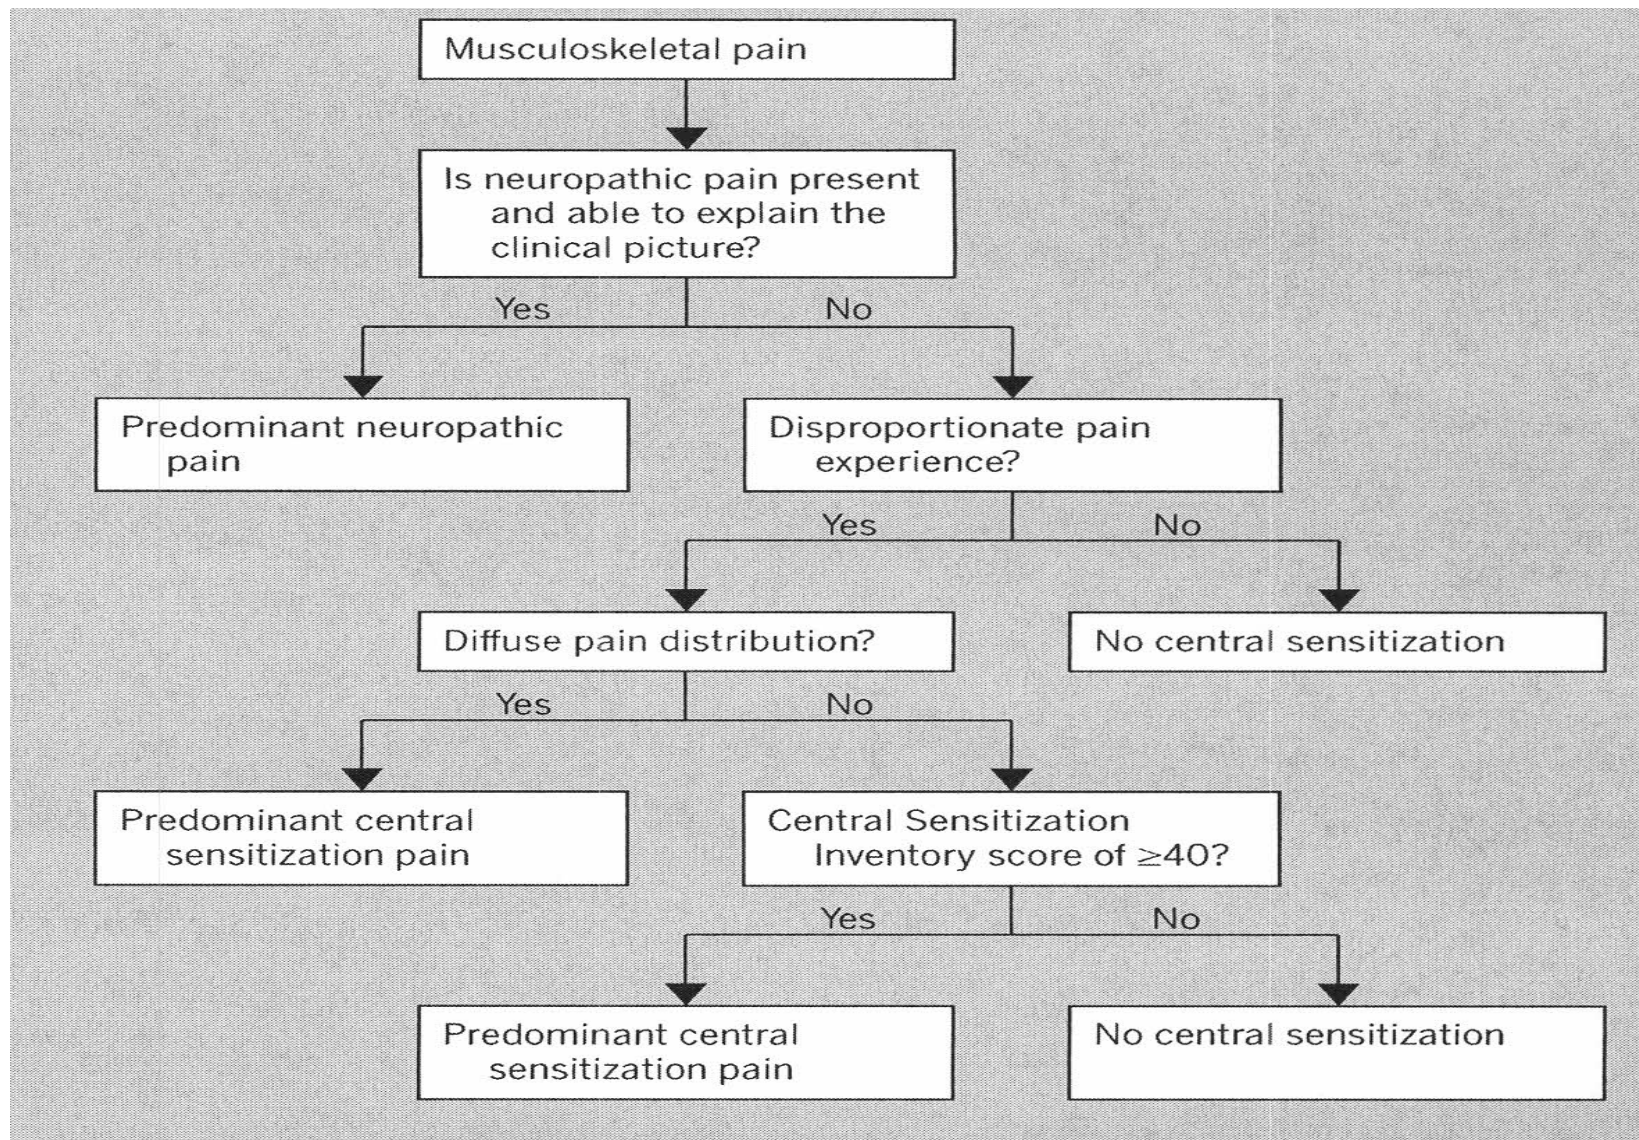 Musculoskeletal pain
Is neuropathic pain present
and able to explain the
clinical picture?
Yes
No
Predominant neuropathic
pain
Disproportionate pain
experience?
Yes
No
Diffuse pain distribution?
No central sensitization
Yes
No
Predominant central
sensitization pain
Central Sensitization
Inventory score of ≥40?
Yes
No
Predominant central
sensitization pain
No central sensitization